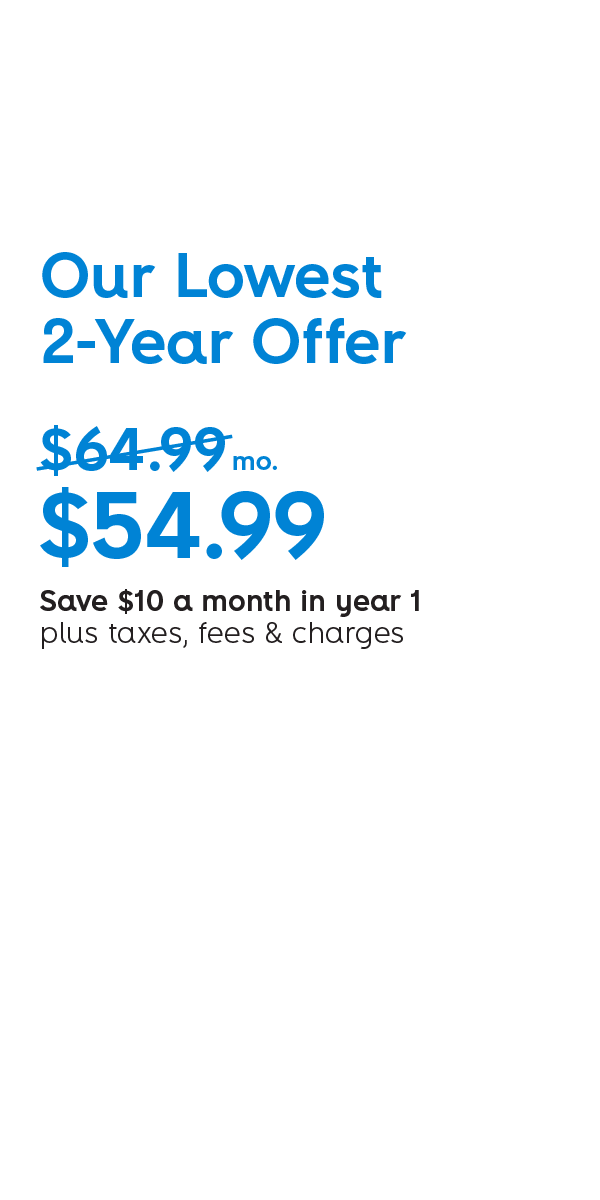 Our Lowest
2-Year Offer
$64.99 mo.
$54.99
Save $10 a month in year 1
plus taxes, fees & charges